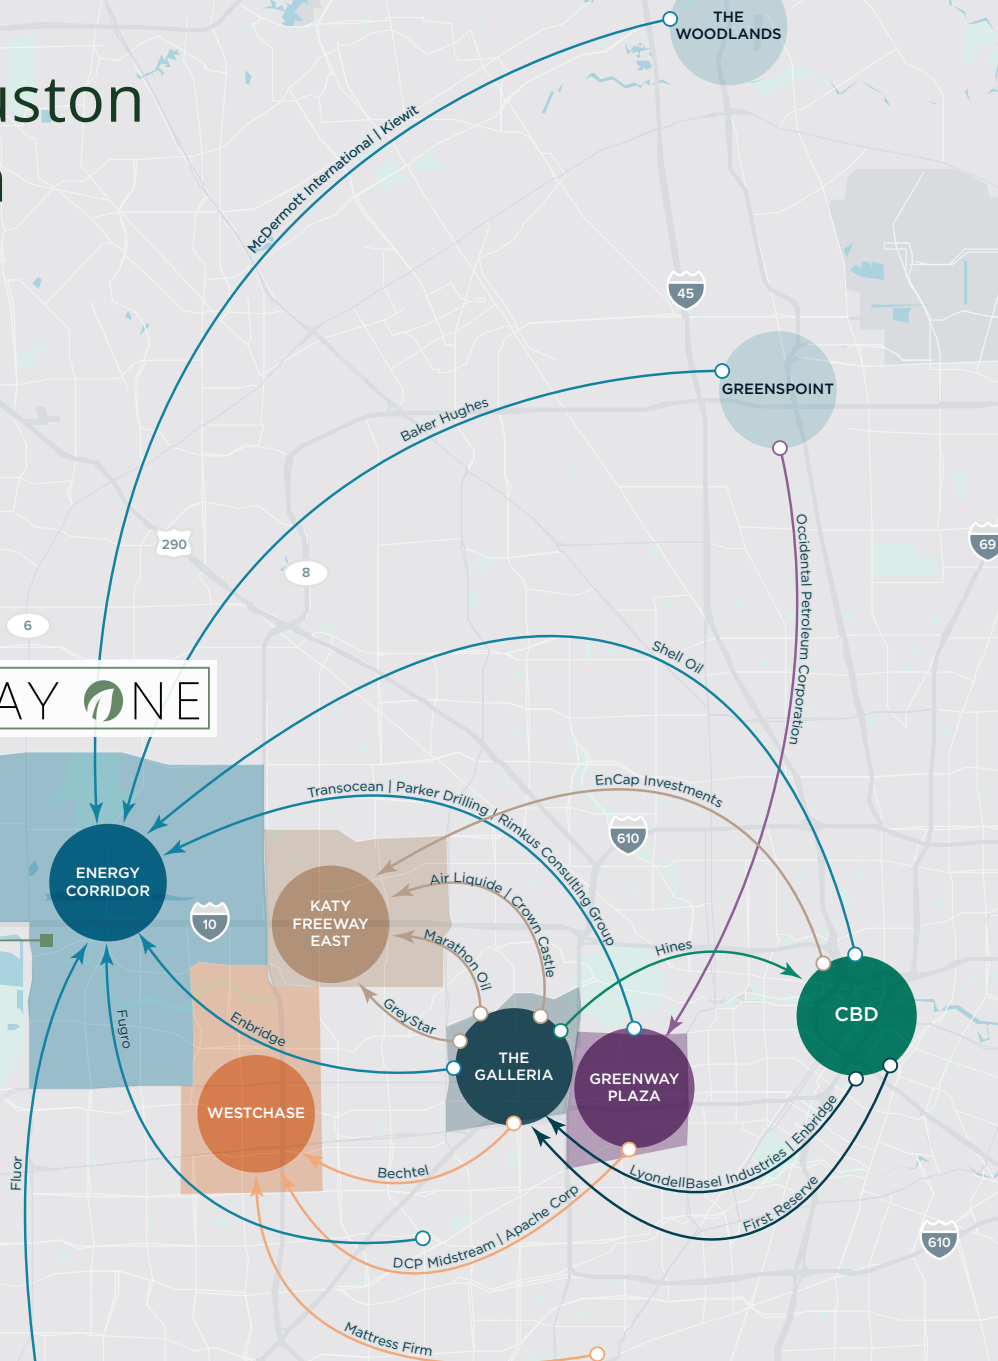 THE
WOODLANDS
uston
McDermott International | Kiewit
45
GREENSPOINT
Baker Hughes
290
8
69
Occidental Petroleum Corporation
6
Shell Oil
AY ONE
EnCap Investments
Transocean | Parker Drilling | Rimkus Consulting Group
610
ENERGY
CORRIDOR
Air Liquide | Crown Castle
KATY
FREEWAY
EAST
10
Marathon Oil
Hines
GreyStar
CBD
Fugro
Enbridge
THE
GALLERIA
GREENWAY
PLAZA
WESTCHASE
LyondellBasel Industries | Enbridge
Fluor
Bechtel
First Reserve
DCP Midstream | Apache Corp
610
Mattress Firm